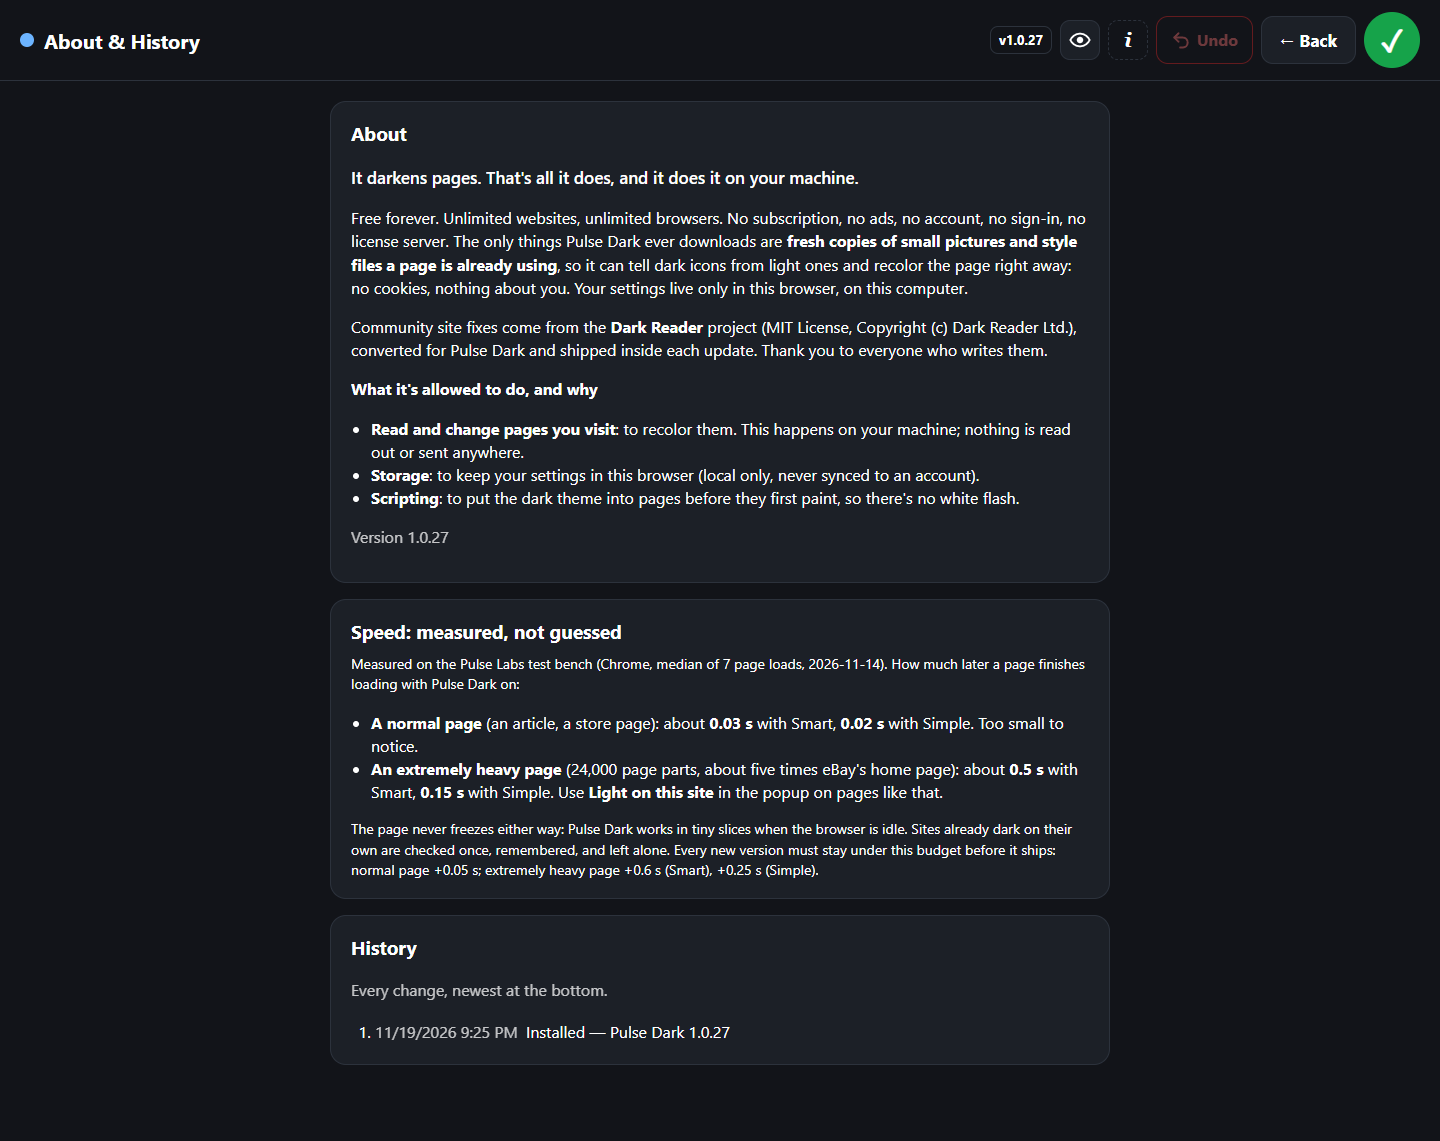 About & History
v1.0.27
i
Undo
← Back
About
It darkens pages. That's all it does, and it does it on your machine.
Free forever. Unlimited websites, unlimited browsers. No subscription, no ads, no account, no sign-in, no
license server. The only things Pulse Dark ever downloads are fresh copies of small pictures and style
files a page is already using, so it can tell dark icons from light ones and recolor the page right away:
no cookies, nothing about you. Your settings live only in this browser, on this computer.
Community site fixes come from the Dark Reader project (MIT License, Copyright (c) Dark Reader Ltd.),
converted for Pulse Dark and shipped inside each update. Thank you to everyone who writes them.
What it's allowed to do, and why
• Read and change pages you visit: to recolor them. This happens on your machine; nothing is read
out or sent anywhere.
• Storage: to keep your settings in this browser (local only, never synced to an account).
• Scripting: to put the dark theme into pages before they first paint, so there's no white flash.
Version 1.0.27
Speed: measured, not guessed
Measured on the Pulse Labs test bench (Chrome, median of 7 page loads, 2026-11-14). How much later a page finishes
loading with Pulse Dark on:
• A normal page (an article, a store page): about 0.03 s with Smart, 0.02 s with Simple. Too small to
notice.
• An extremely heavy page (24,000 page parts, about five times eBay's home page): about 0.5 s with
Smart, 0.15 s with Simple. Use Light on this site in the popup on pages like that.
The page never freezes either way: Pulse Dark works in tiny slices when the browser is idle. Sites already dark on their
own are checked once, remembered, and left alone. Every new version must stay under this budget before it ships:
normal page +0.05 s; extremely heavy page +0.6 s (Smart), +0.25 s (Simple).
History
Every change, newest at the bottom.
1. 11/19/2026 9:25 PM Installed — Pulse Dark 1.0.27